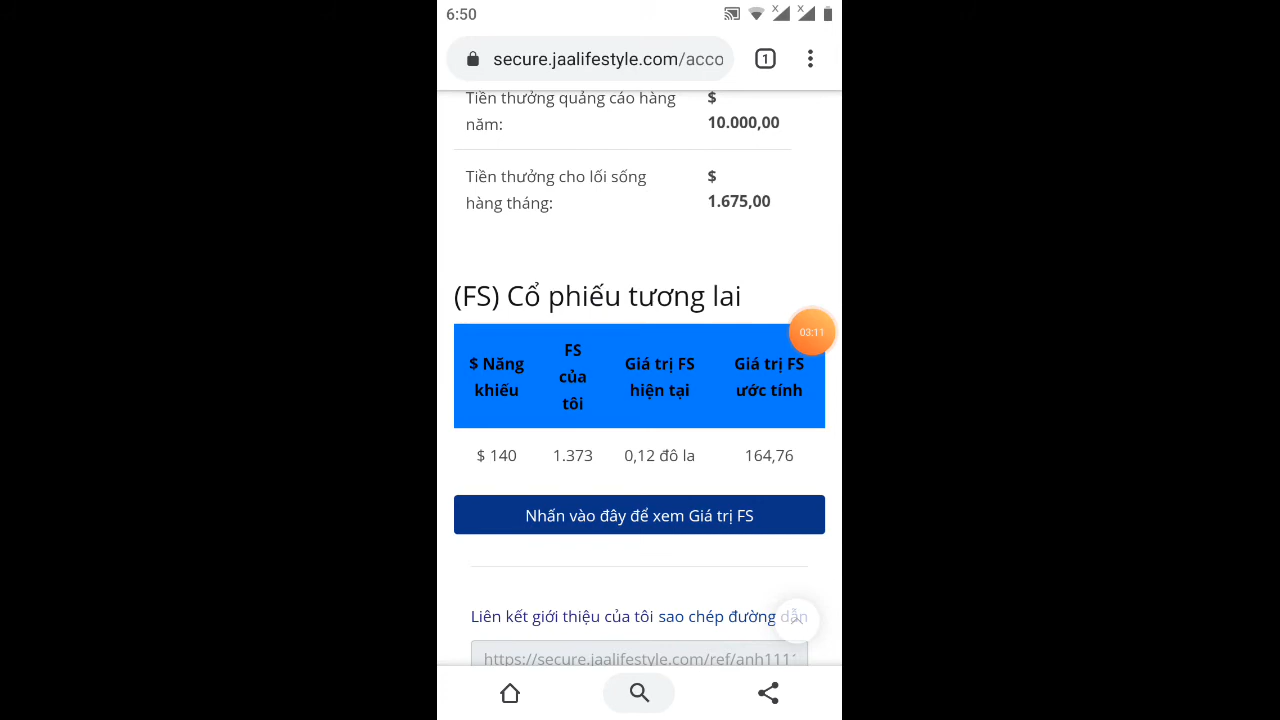 6:50
secure.jaalifestyle.com/acco
1
Tiền thưởng quảng cáo hàng
năm:
$
10.000,00
Tiền thưởng cho lối sống
hàng tháng:
$
1.675,00
(FS) Cổ phiếu tương lai
03:11
$ Năng
khiếu
FS
của
tôi
Giá trị FS
hiện tại
Giá trị FS
ước tính
$ 140
1.373
0,12 đô la
164,76
Nhấn vào đây để xem Giá trị FS
Liên kết giới thiệu của tôi sao chép đường dẫn
https://secure.jaalifestyle.com/ref/anh1111